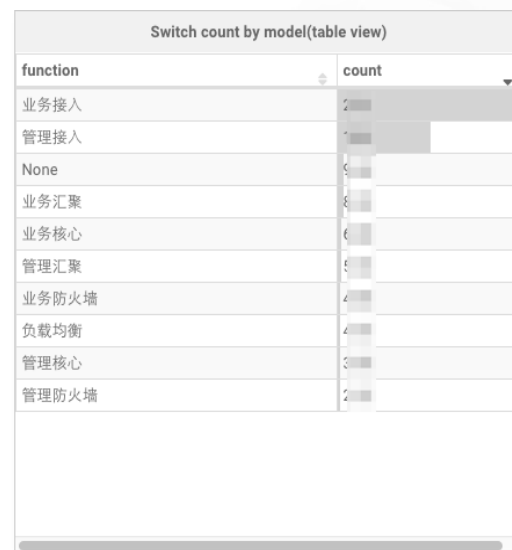 Switch count by model(table view)
function count
业务接入
管理接入
None
业务汇聚
业务核心
管理汇聚
业务防火墙
负载均衡
管理核心
管理防火墙